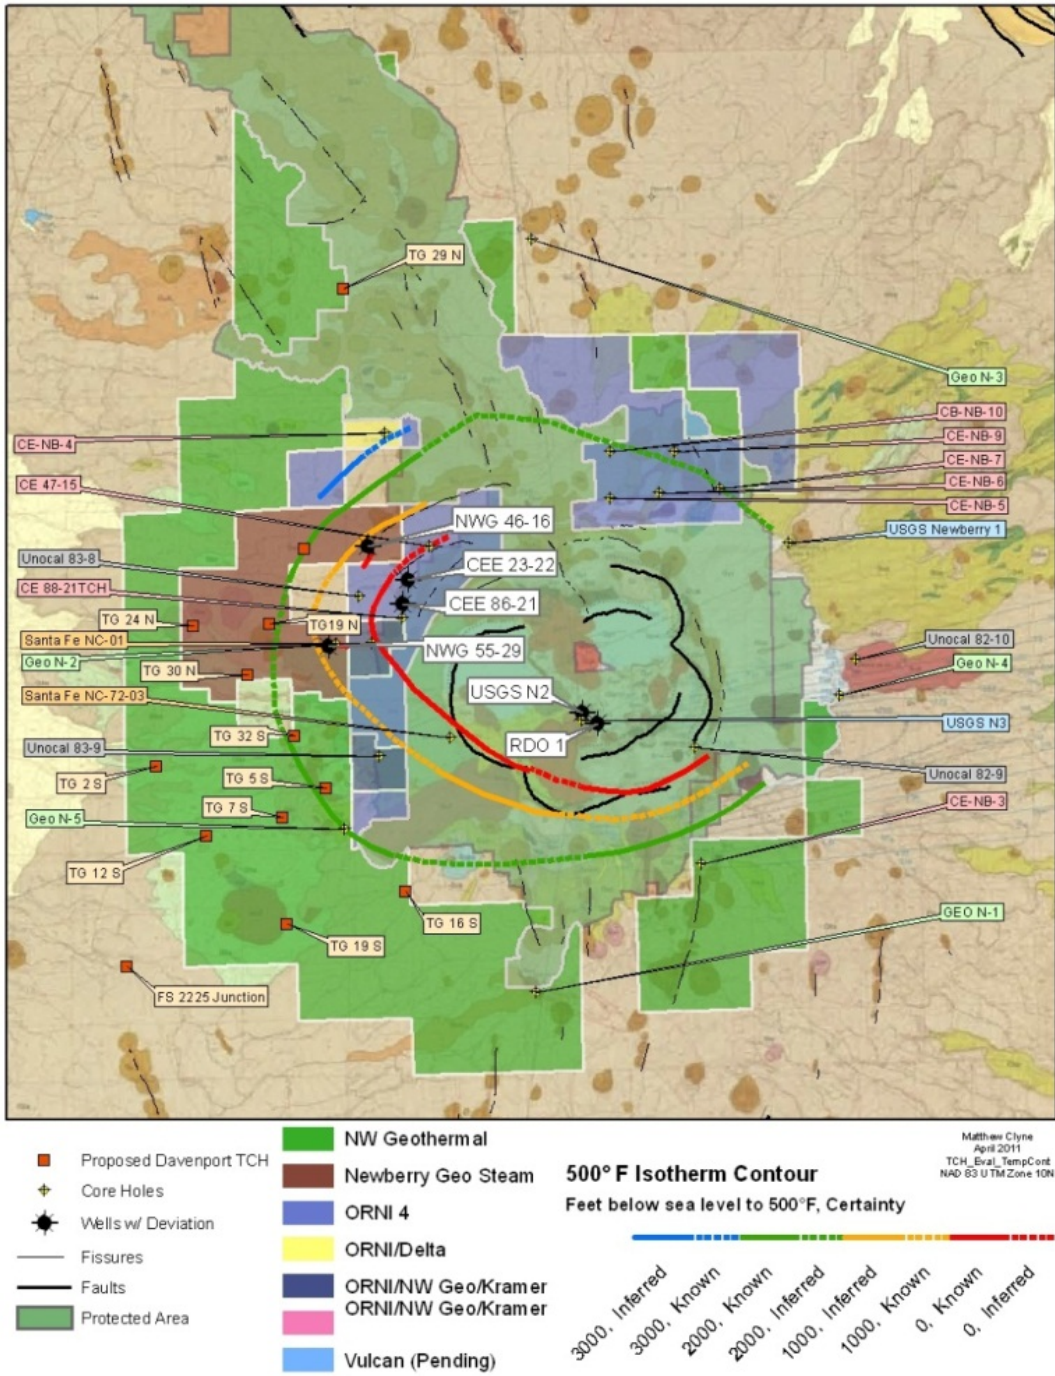 TG 29 N
Geo N-3
CB-NB-10
CE-NB-4
CE-NB-9
CE-NB-7
CE 47-15
CE-NB-6
CE-NB-5
NWG 46-16
USGS Newberry 1
Unocal 83-8
CEE 23-22
CE 88-21TCH
CEE 86-21
TG 24 N
TG19 N
Santa Fe NC-01
Unocal 82-10
NWG 55-29
Geo N-2
Geo N-4
TG 30 N
USGS N2
Santa Fe NC-72-03
USGS N3
TG 32 S
RDO 1
Unocal 83-9
Unocal 82-9
TG 2 S
TG 5 S
CE-NB-3
TG 7 S
Geo N-5
TG 12 S
GEO N-1
TG 16 S
TG 19 S
FS 2225 Junction
Proposed Davenport TCH
Core Holes
Wells w/ Deviation
Fissures
Faults
Protected Area
NW Geothermal
Newberry Geo Steam
ORNI 4
ORNI/Delta
ORNI/NW Geo/Kramer
ORNI/NW Geo/Kramer
Vulcan (Pending)
Matthew Clyne
April 2011
TCH_Eval_TempCont
NAD 83 UTM Zone 10N
500° F Isotherm Contour
Feet below sea level to 500°F, Certainty
3000, Inferred
3000, Known
2000, Known
2000, Inferred
1000, Inferred
1000, Known
0, Known
0, Inferred